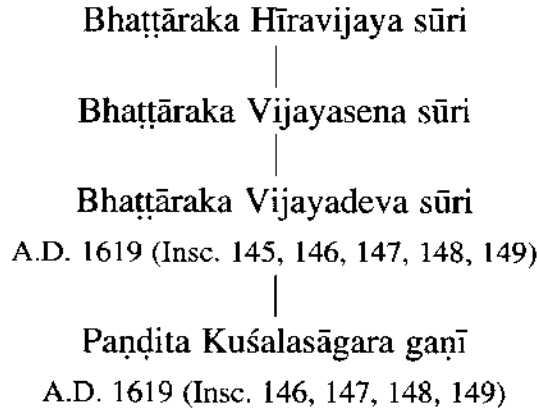 Bhaṭṭāraka Hīravijaya sūri
Bhaṭṭāraka Vijayasena sūri
Bhaṭṭāraka Vijayadeva sūri
A.D. 1619 (Insc. 145, 146, 147, 148, 149)
Paṇḍita Kuśalasāgara gaṇī
A.D. 1619 (Insc. 146, 147, 148, 149)